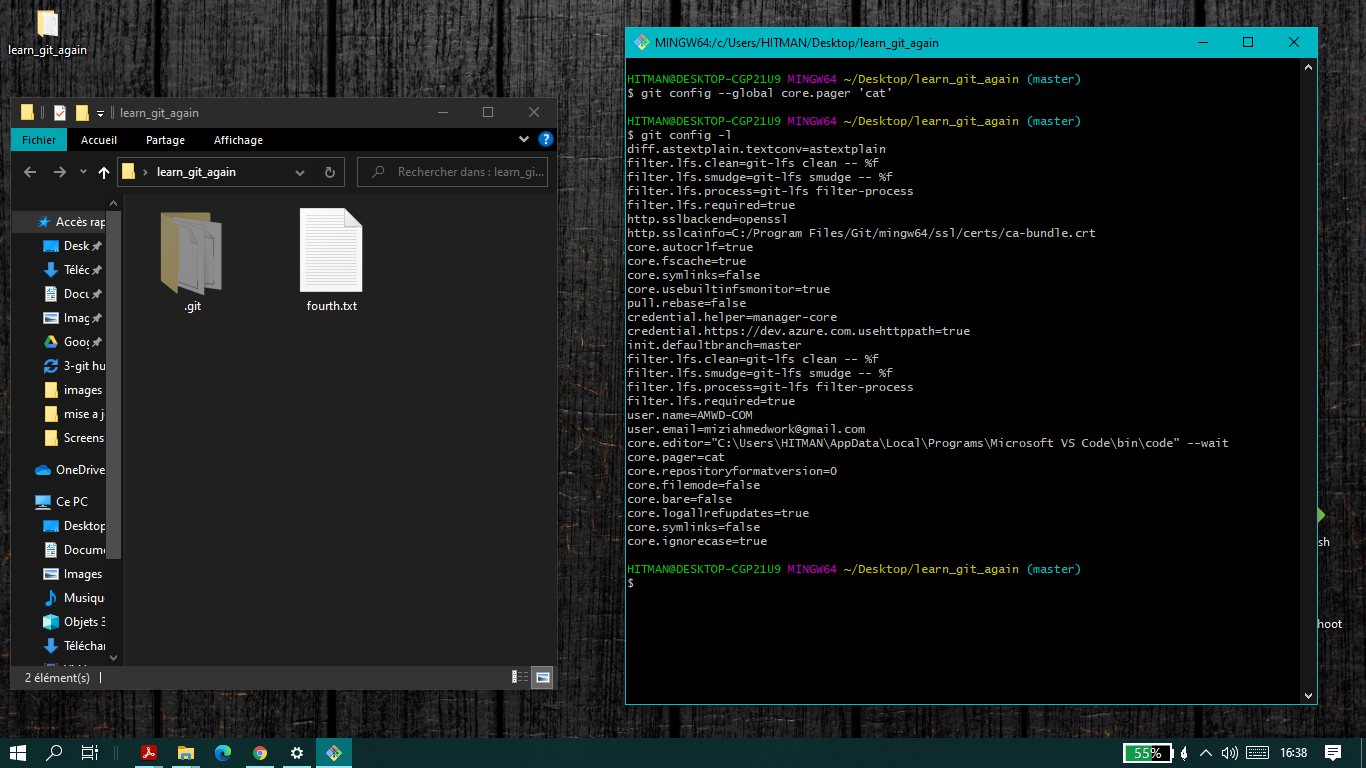 learn_git_again
learn_git_again
Fichier Accueil Partage Affichage
learn_git_again
Rechercher dans : learn_gi...
Accès rap
Desk
Téléc
Docu
Imag
Goog
3-git hu
images
mise a j
Screens
OneDrive
Ce PC
Desktop
Docume
Images
Musique
Objets 3
Téléchar
.git
fourth.txt
2 élément(s)
MINGW64:/c/Users/HITMAN/Desktop/learn_git_again
HITMAN@DESKTOP-CGP21U9 MINGW64 ~/Desktop/learn_git_again (master)
$ git config --global core.pager 'cat'
HITMAN@DESKTOP-CGP21U9 MINGW64 ~/Desktop/learn_git_again (master)
$ git config -l
diff.astextplain.textconv=astextplain
filter.lfs.clean=git-lfs clean -- %f
filter.lfs.smudge=git-lfs smudge -- %f
filter.lfs.process=git-lfs filter-process
filter.lfs.required=true
http.sslbackend=openssl
http.sslcainfo=C:/Program Files/Git/mingw64/ssl/certs/ca-bundle.crt
core.autocrlf=true
core.fscache=true
core.symlinks=false
core.usebuiltinfsmonitor=true
pull.rebase=false
credential.helper=manager-core
credential.https://dev.azure.com.usehttppath=true
init.defaultbranch=master
filter.lfs.clean=git-lfs clean -- %f
filter.lfs.smudge=git-lfs smudge -- %f
filter.lfs.process=git-lfs filter-process
filter.lfs.required=true
user.name=AMWD-COM
user.email=miziahmedwork@gmail.com
core.editor="C:\Users\HITMAN\AppData\Local\Programs\Microsoft VS Code\bin\code" --wait
core.pager=cat
core.repositoryformatversion=0
core.filemode=false
core.bare=false
core.logallrefupdates=true
core.symlinks=false
core.ignorecase=true
HITMAN@DESKTOP-CGP21U9 MINGW64 ~/Desktop/learn_git_again (master)
$
sh
hoot
55%
16:38